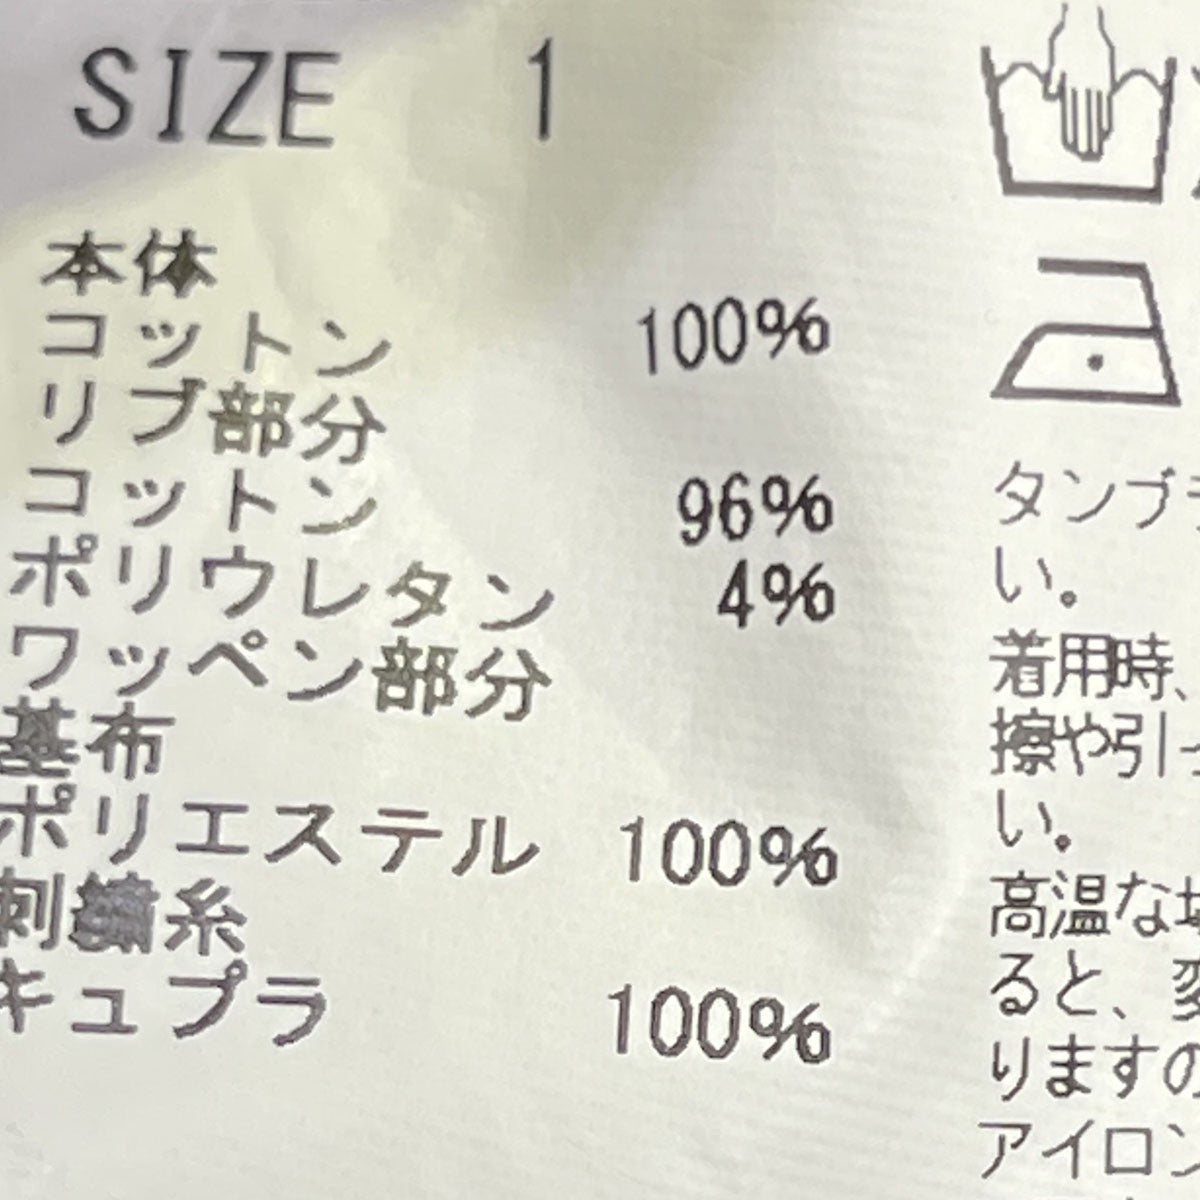 SIZE 1
本体
コットン 100%
リブ部分
コットン 96%
ポリウレタン 4%
ワッペン部分
基布
ポリエステル 100%
刺繍糸
キュプラ 100%
タンブラ
い。
着用時、
擦や引っ
い。
高温な場
ると、変
りますの
アイロン